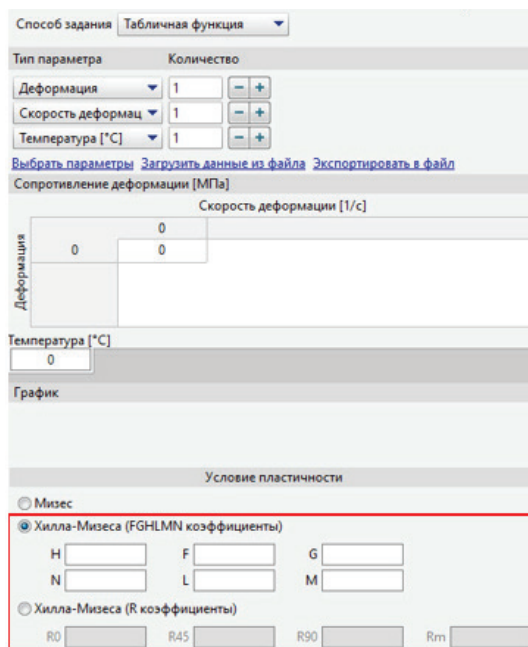 Способ задания Табличная функция
Тип параметра Количество
Деформация 1 − +
Скорость деформац 1 − +
Температура [°C] 1 − +
Выбрать параметры Загрузить данные из файла Экспортировать в файл
Сопротивление деформации [МПа]
Скорость деформации [1/с]
0
0 0
Деформация
Температура [°C]
0
График
Условие пластичности
Мизес
Хилла-Мизеса (FGHLMN коэффициенты)
H F G
N L M
Хилла-Мизеса (R коэффициенты)
R0 R45 R90 Rm